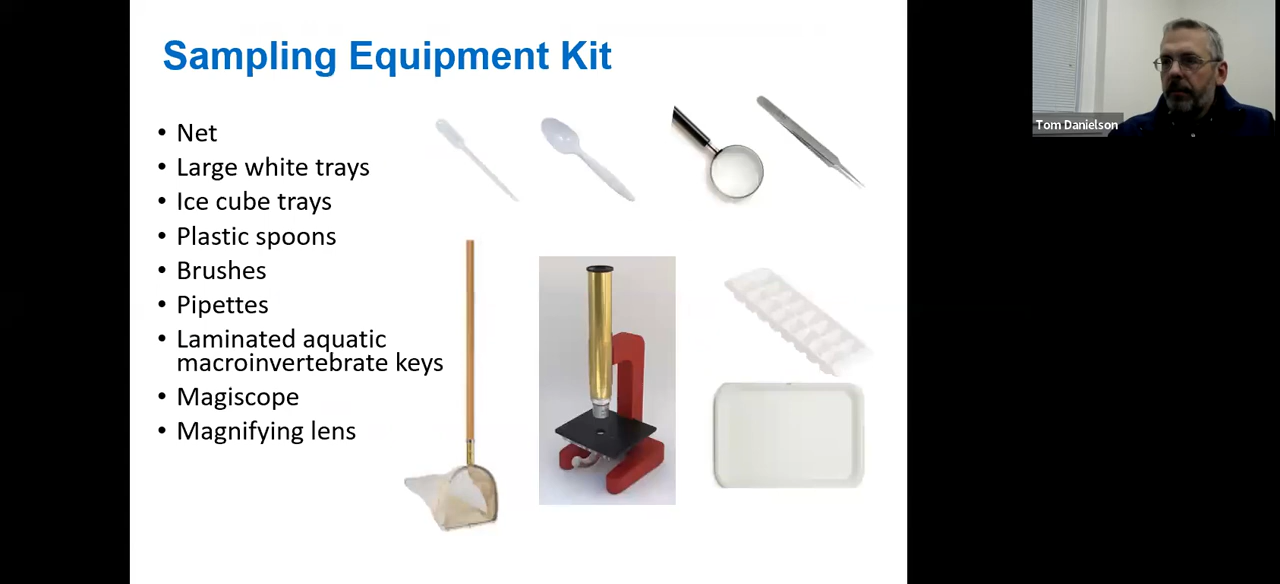 Sampling Equipment Kit
• Net
• Large white trays
• Ice cube trays
• Plastic spoons
• Brushes
• Pipettes
• Laminated aquatic
macroinvertebrate keys
• Magiscope
• Magnifying lens
Tom Danielson